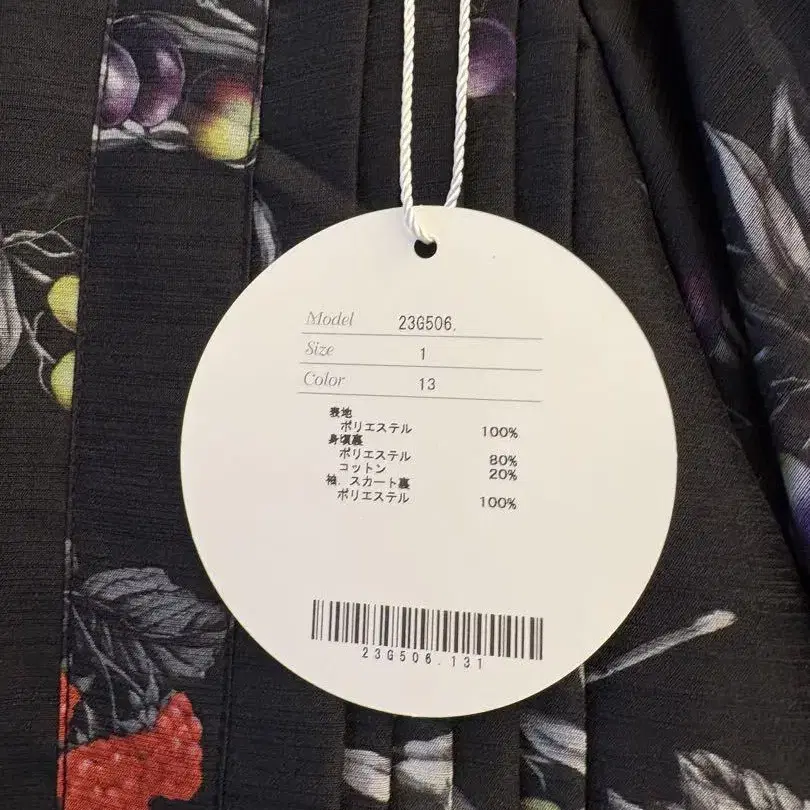 Model 23G506.
Size 1
Color 13
表地
ポリエステル 100%
身頃裏
ポリエステル 80%
コットン 20%
袖. スカート裏
ポリエステル 100%
23G506.131